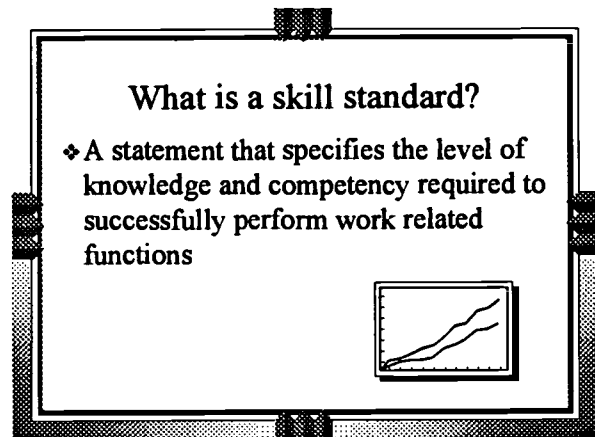 What is a skill standard?
❖ A statement that specifies the level of
knowledge and competency required to
successfully perform work related
functions